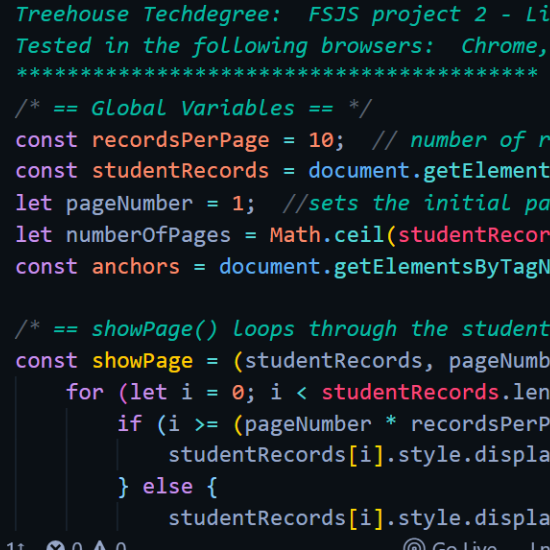 Treehouse Techdegree:  FSJS project 2 - Li
Tested in the following browsers:  Chrome,
*****************************************
/* == Global Variables == */
const recordsPerPage = 10;  // number of r
const studentRecords = document.getElement
let pageNumber = 1;  //sets the initial pa
let numberOfPages = Math.ceil(studentRecor
const anchors = document.getElementsByTagN
/* == showPage() loops through the student
const showPage = (studentRecords, pageNumb
for (let i = 0; i < studentRecords.len
if (i >= (pageNumber * recordsPerP
studentRecords[i].style.displa
} else {
studentRecords[i].style.displa
0 0 Go Live